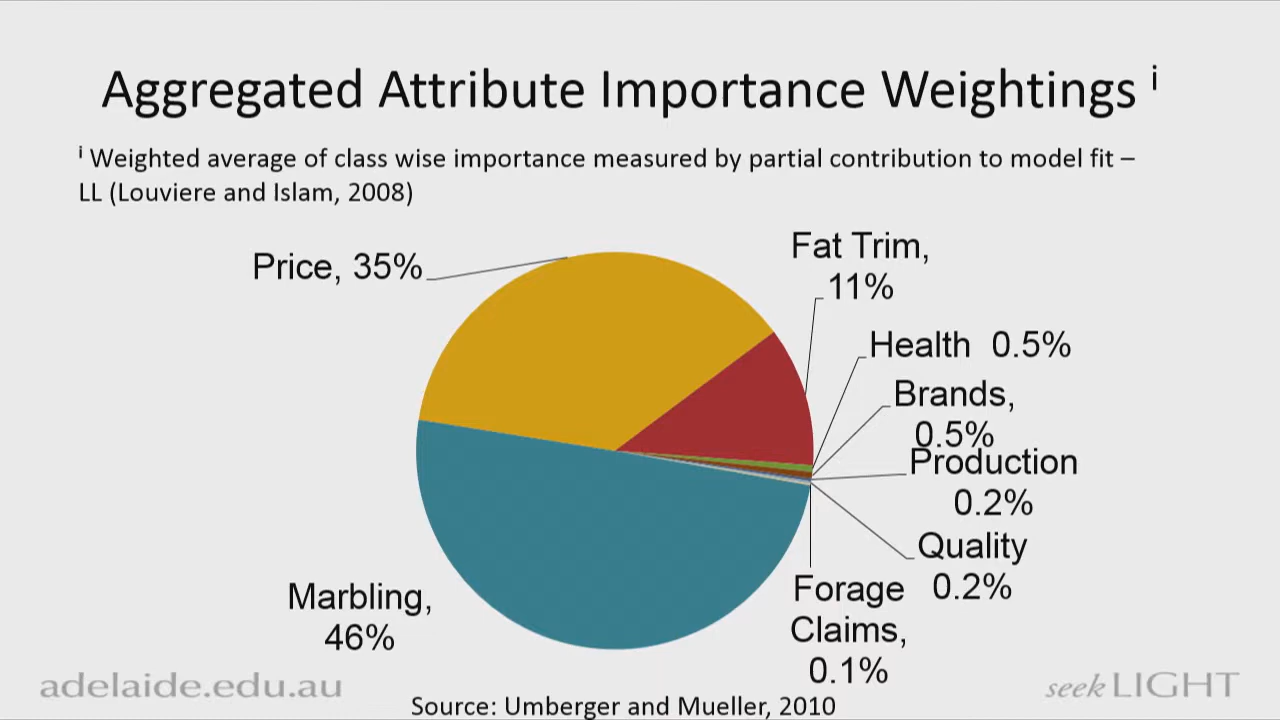 Aggregated Attribute Importance Weightings i
i Weighted average of class wise importance measured by partial contribution to model fit –
LL (Louviere and Islam, 2008)
Price, 35%
Fat Trim,
11%
Health 0.5%
Brands,
0.5%
Production
0.2%
Quality
0.2%
Forage
Claims,
0.1%
Marbling,
46%
adelaide.edu.au
seek LIGHT
Source: Umberger and Mueller, 2010